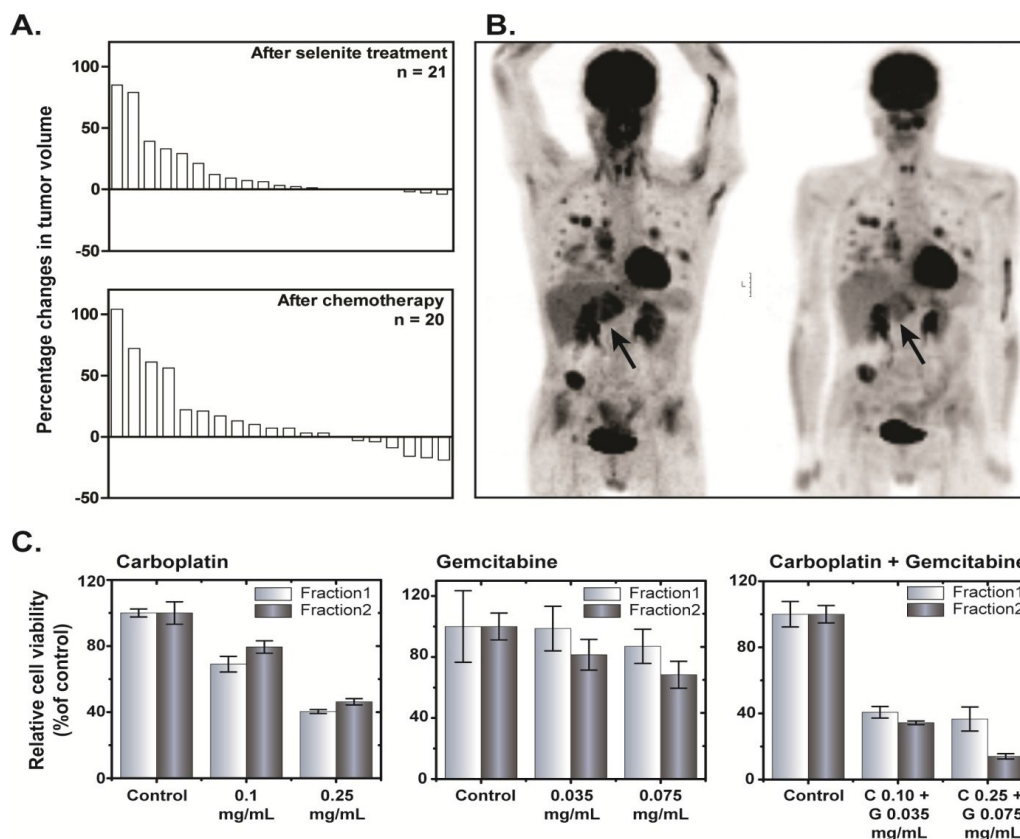 A.
B.
Percentage changes in tumor volume
After selenite treatment
n = 21
100
50
0
-50
After chemotherapy
n = 20
100
50
0
-50
L
C.
Relative cell viability
(%of control)
Carboplatin
Fraction1
Fraction2
120
80
40
0
Control
0.1
mg/mL
0.25
mg/mL
Gemcitabine
Fraction1
Fraction2
120
90
60
30
0
Control
0.035
mg/mL
0.075
mg/mL
Carboplatin + Gemcitabine
Fraction1
Fraction2
120
80
40
0
Control
C 0.10 +
G 0.035
mg/mL
C 0.25 +
G 0.075
mg/mL